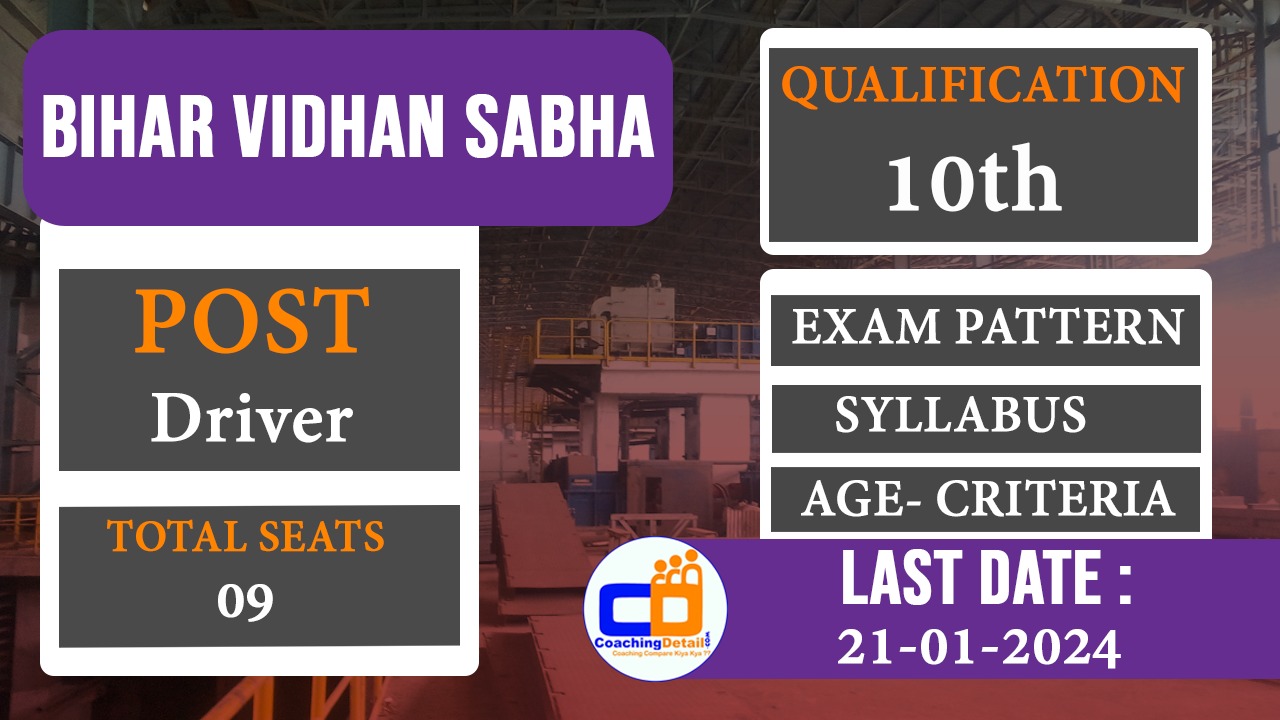 BIHAR VIDHAN SABHA
POST
Driver
TOTAL SEATS
09
QUALIFICATION
10th
EXAM PATTERN
SYLLABUS
AGE- CRITERIA
LAST DATE :
21-01-2024
CoachingDetail.com
Coaching Compare Kiya Kya ??